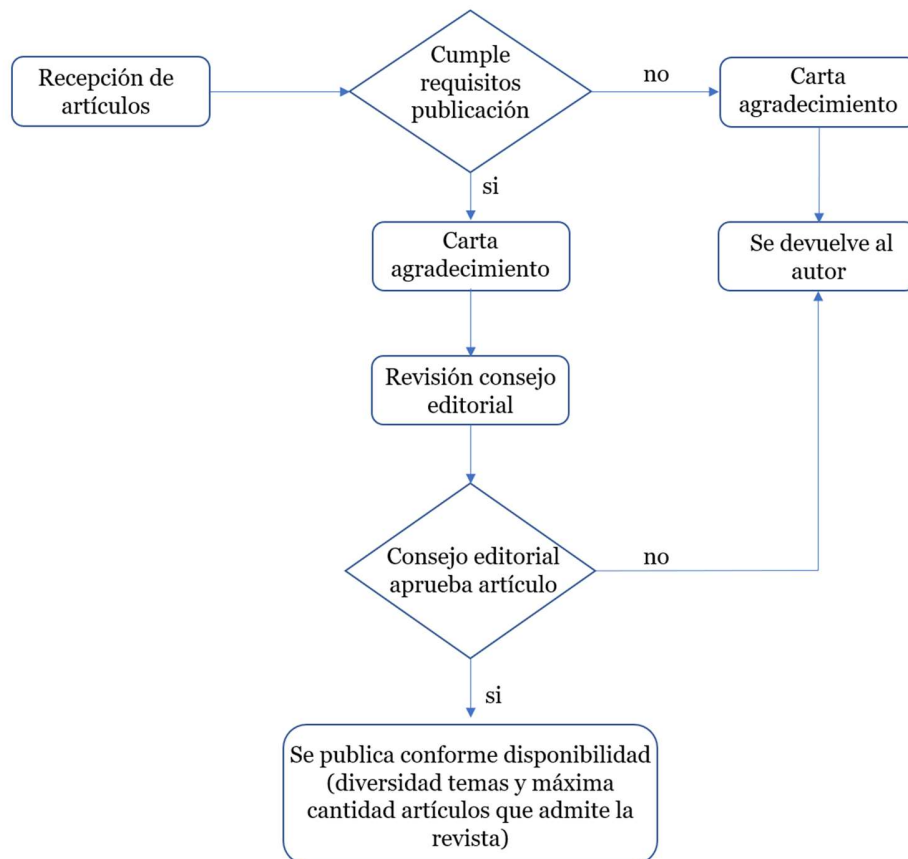 Recepción de
artículos
Cumple
requisitos
publicación
no
Carta
agradecimiento
si
Carta
agradecimiento
Se devuelve al
autor
Revisión consejo
editorial
Consejo editorial
aprueba artículo
no
si
Se publica conforme disponibilidad
(diversidad temas y máxima
cantidad artículos que admite la
revista)